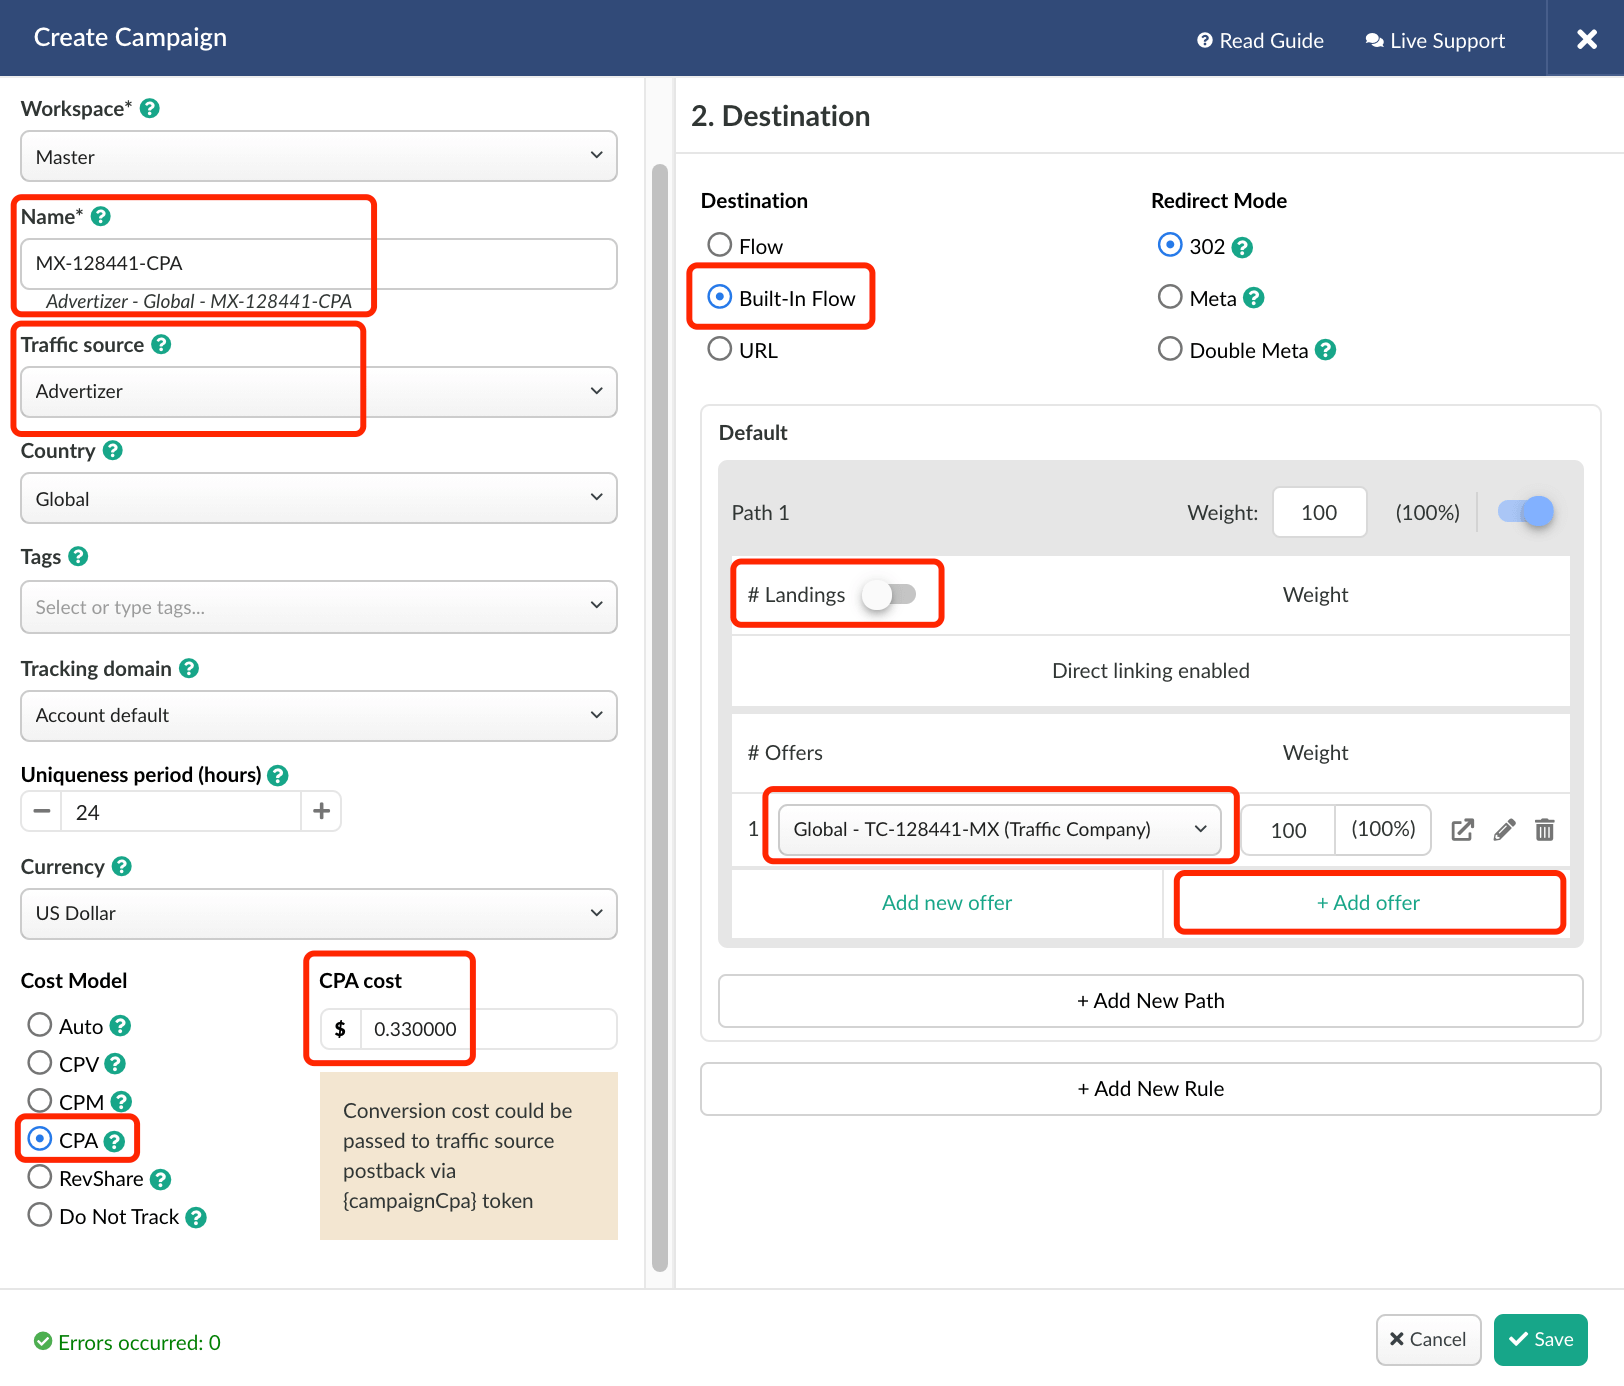 Create Campaign
Read Guide
Live Support
Workspace*
Master
Name*
MX-128441-CPA
Advertizer - Global - MX-128441-CPA
Traffic source
Advertizer
Country
Global
Tags
Select or type tags...
Tracking domain
Account default
Uniqueness period (hours)
24
Currency
US Dollar
Cost Model
Auto
CPV
CPM
CPA
RevShare
Do Not Track
CPA cost
$ 0.330000
Conversion cost could be
passed to traffic source
postback via
{campaignCpa} token
2. Destination
Destination
Flow
Built-In Flow
URL
Redirect Mode
302
Meta
Double Meta
Default
Path 1 Weight: 100 (100%)
# Landings Weight
Direct linking enabled
# Offers Weight
1 Global - TC-128441-MX (Traffic Company) 100 (100%)
Add new offer + Add offer
+ Add New Path
+ Add New Rule
Errors occurred: 0
Cancel
Save